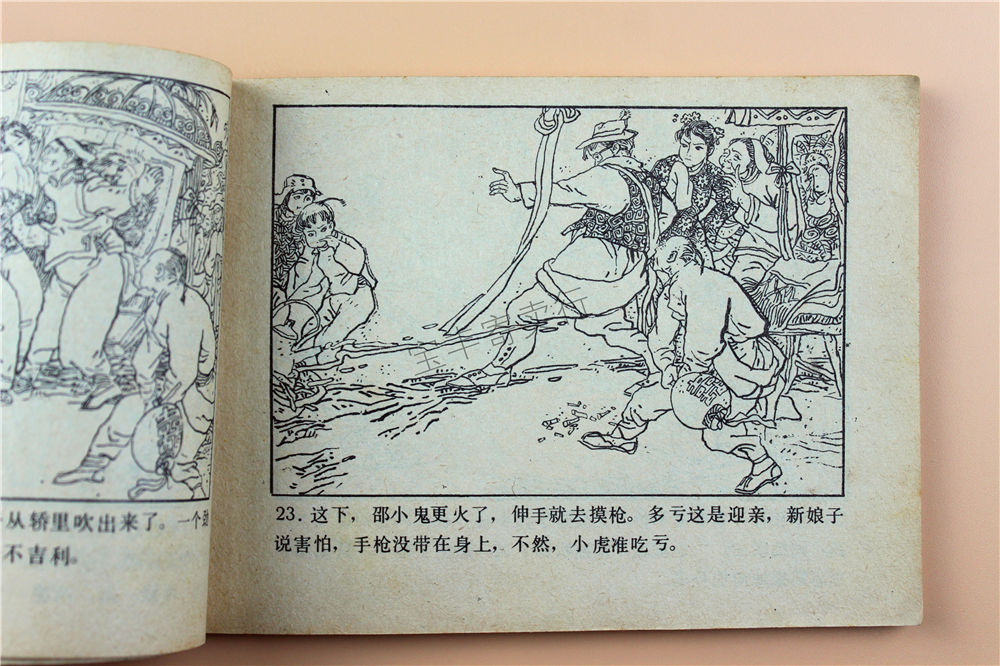 从轿里吹出来了。一个劲
不吉利。
23. 这下，邵小鬼更火了，伸手就去摸枪。多亏这是迎亲，新娘子
说害怕，手枪没带在身上，不然，小虎准吃亏。